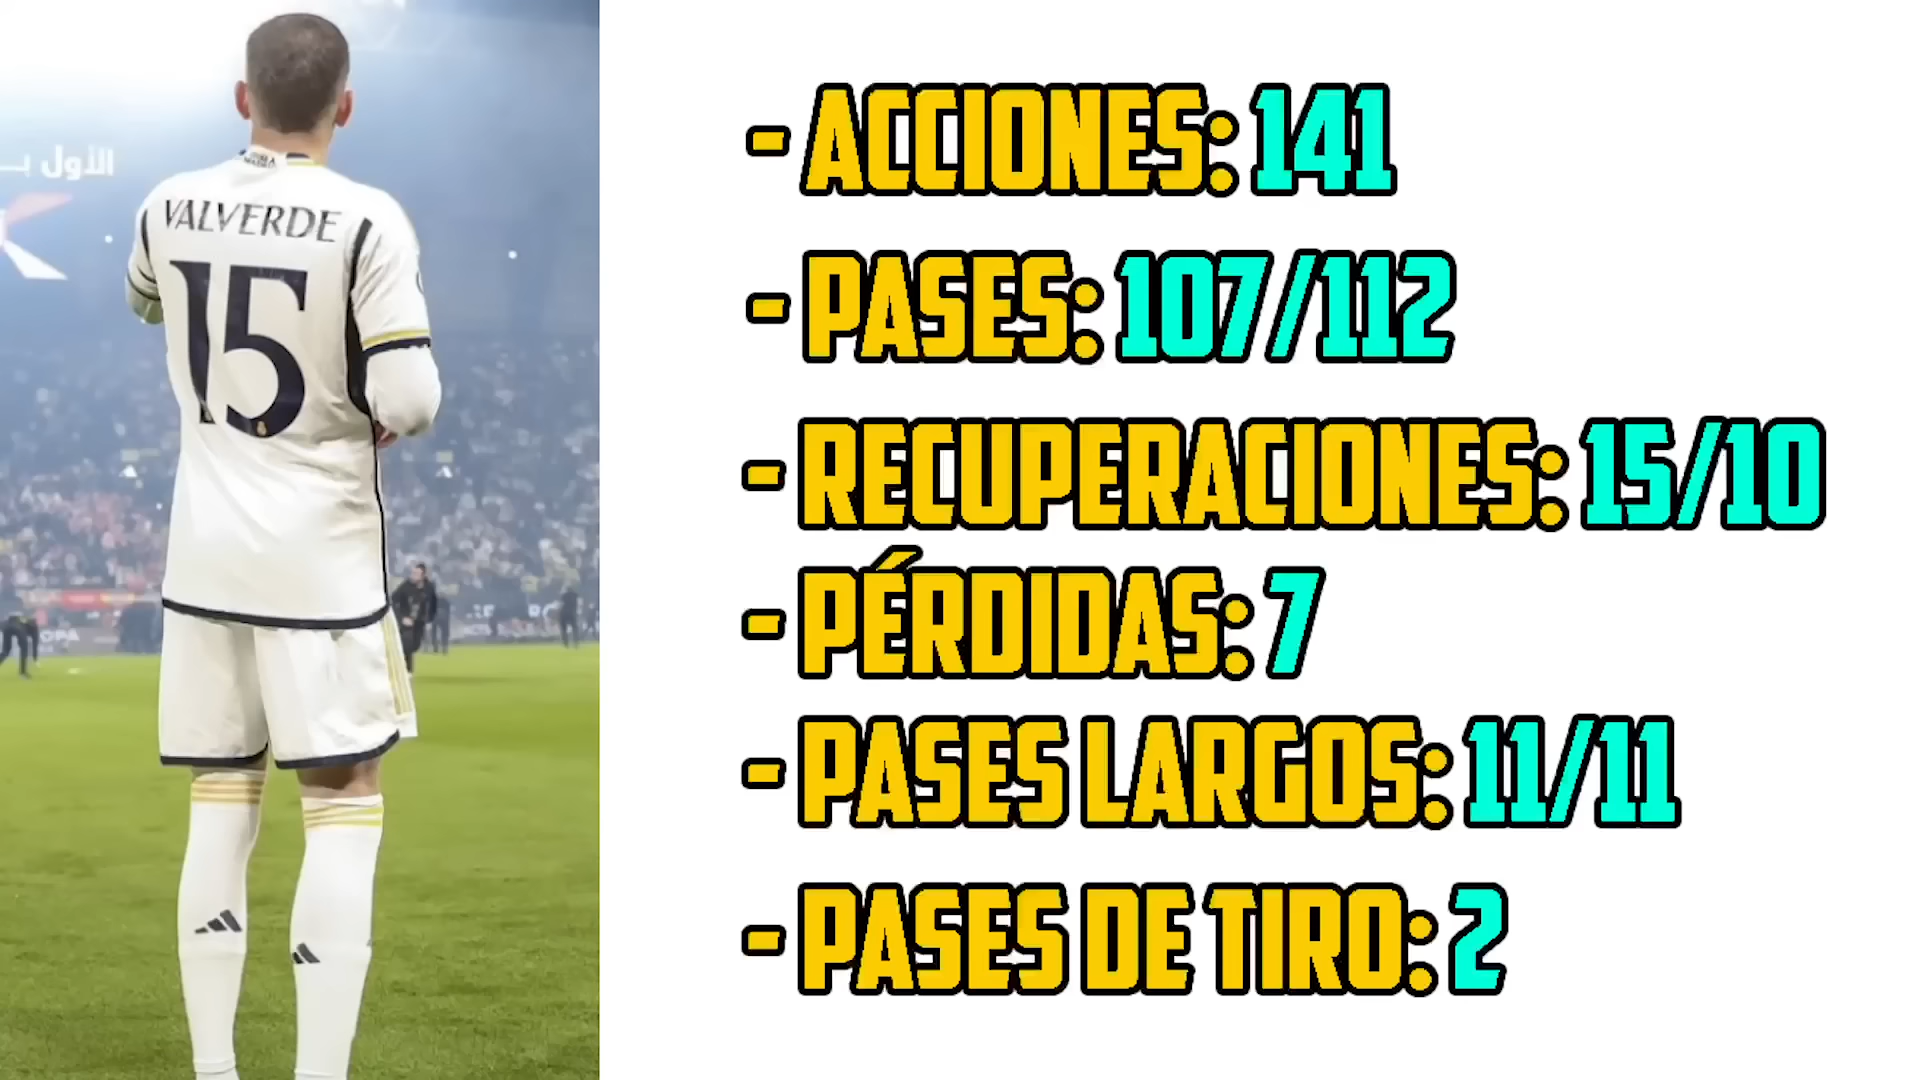 الأول
VALVERDE
15
- ACCIONES: 141
- PASES: 107/112
- RECUPERACIONES: 15/10
- PÉRDIDAS: 7
- PASES LARGOS: 11/11
- PASES DE TIRO: 2